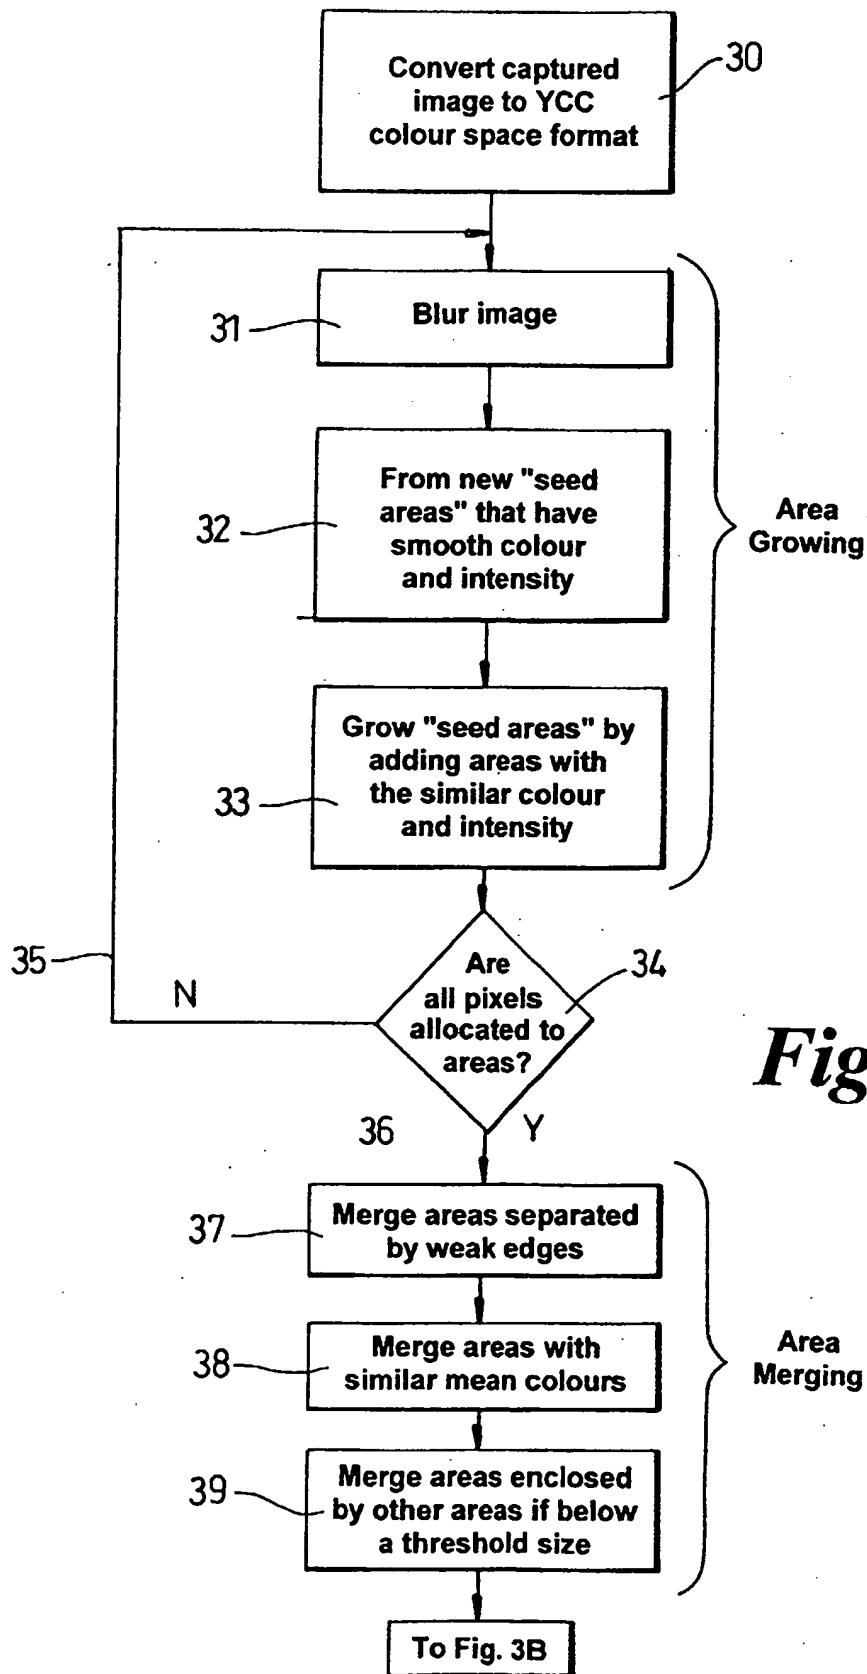 Convert captured
image to YCC
colour space format
30
Blur image
31
From new "seed
areas" that have
smooth colour
and intensity
32
Area
Growing
Grow "seed areas" by
adding areas with
the similar colour
and intensity
33
Are
all pixels
allocated to
areas?
34
35
N
Fig
36
Y
Merge areas separated
by weak edges
37
Merge areas with
similar mean colours
38
Area
Merging
Merge areas enclosed
by other areas if below
a threshold size
39
To Fig. 3B